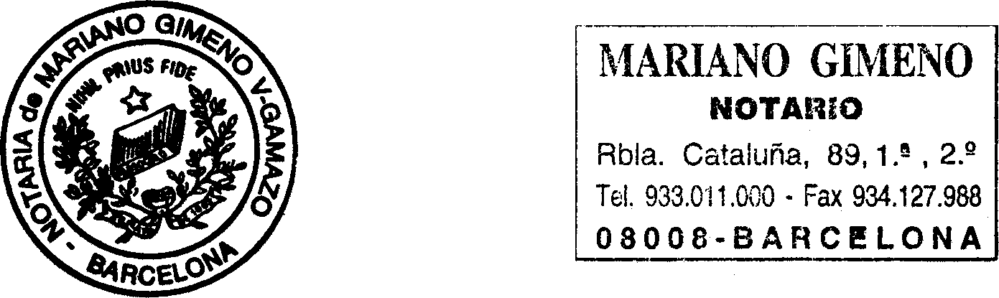 NOTARIA de MARIANO GIMENO V-GAMAZO
- BARCELONA
NIHIL PRIUS FIDE
MARIANO GIMENO
NOTARIO
Rbla. Cataluña, 89, 1.ª , 2.º
Tel. 933.011.000 - Fax 934.127.988
08008-BARCELONA